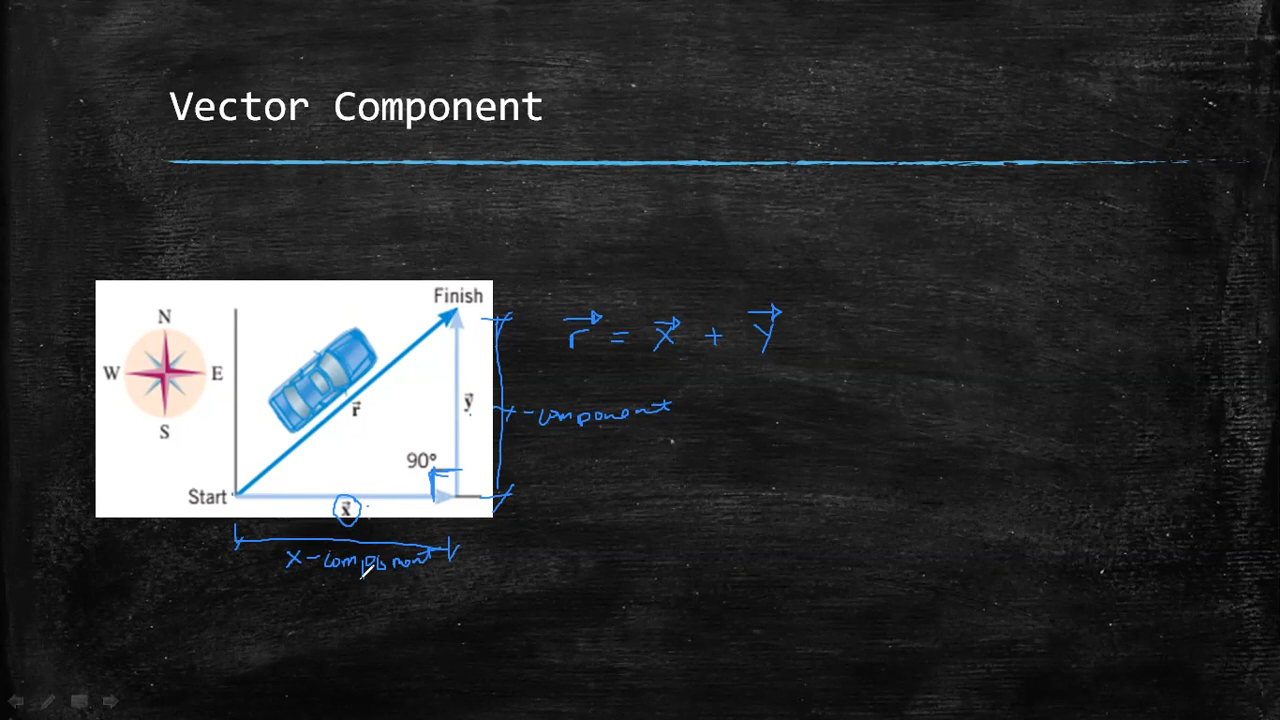 Vector Component
Finish
N
W E
S
r⃗
y⃗
90°
Start
x⃗
r⃗ = x⃗ + y⃗
y-component
x-component